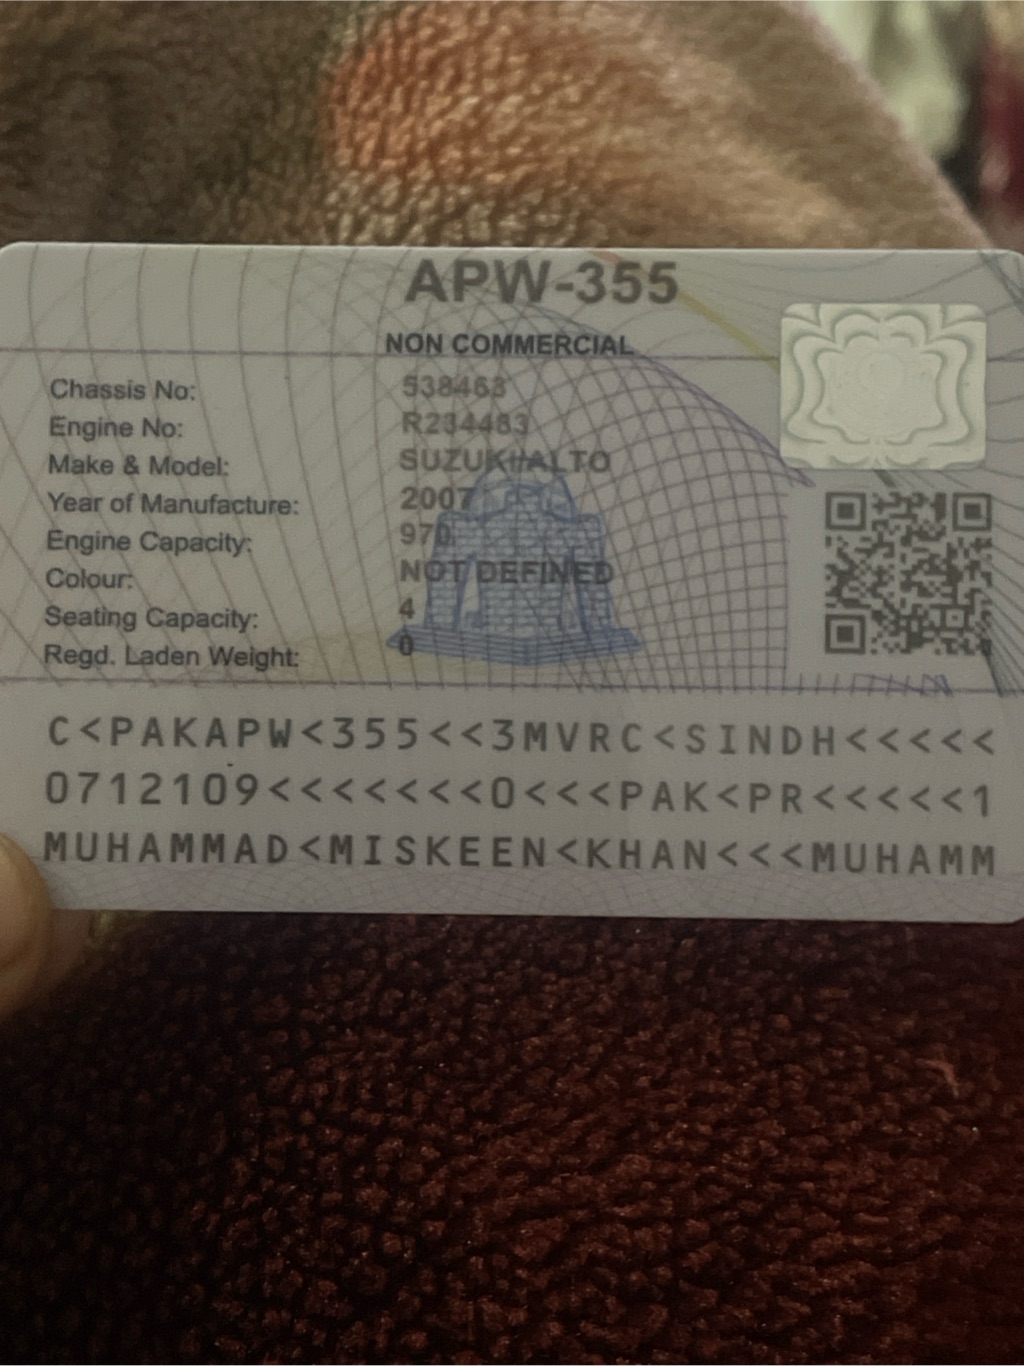 APW-355
NON COMMERCIAL
Chassis No: 538463
Engine No: R234483
Make & Model: SUZUKI/ALTO
Year of Manufacture: 2007
Engine Capacity: 970
Colour: NOT DEFINED
Seating Capacity: 4
Regd. Laden Weight: 0
C<PAKAPW<355<<3MVRC<SINDH<<<<<
0712109<<<<<<<0<<<PAK<PR<<<<<1
MUHAMMAD<MISKEEN<KHAN<<<MUHAMM